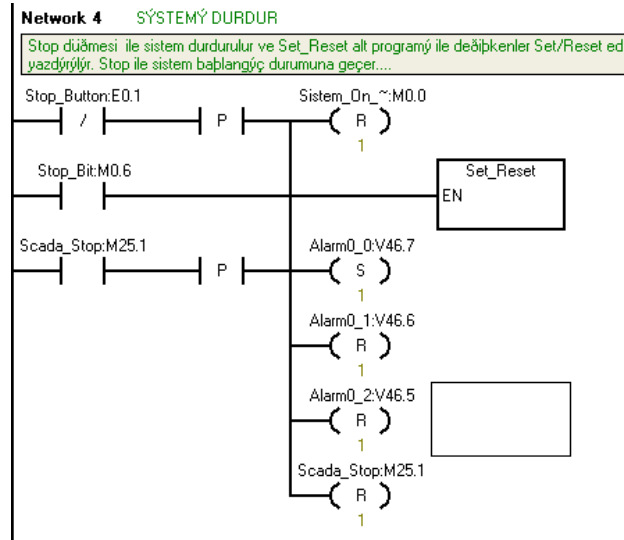 Network 4 SÝSTEMÝ DURDUR
Stop düðmesi ile sistem durdurulur ve Set_Reset alt programý ile deðiþkenler Set/Reset ed
yazdýrýlýr. Stop ile sistem baþlangýç durumuna geçer....
Stop_Button:E0.1 Sistem_On_~:M0.0
/ P R
1
Stop_Bit:M0.6 Set_Reset
EN
Scada_Stop:M25.1 Alarm0_0:V46.7
P S
1
Alarm0_1:V46.6
R
1
Alarm0_2:V46.5
R
1
Scada_Stop:M25.1
R
1